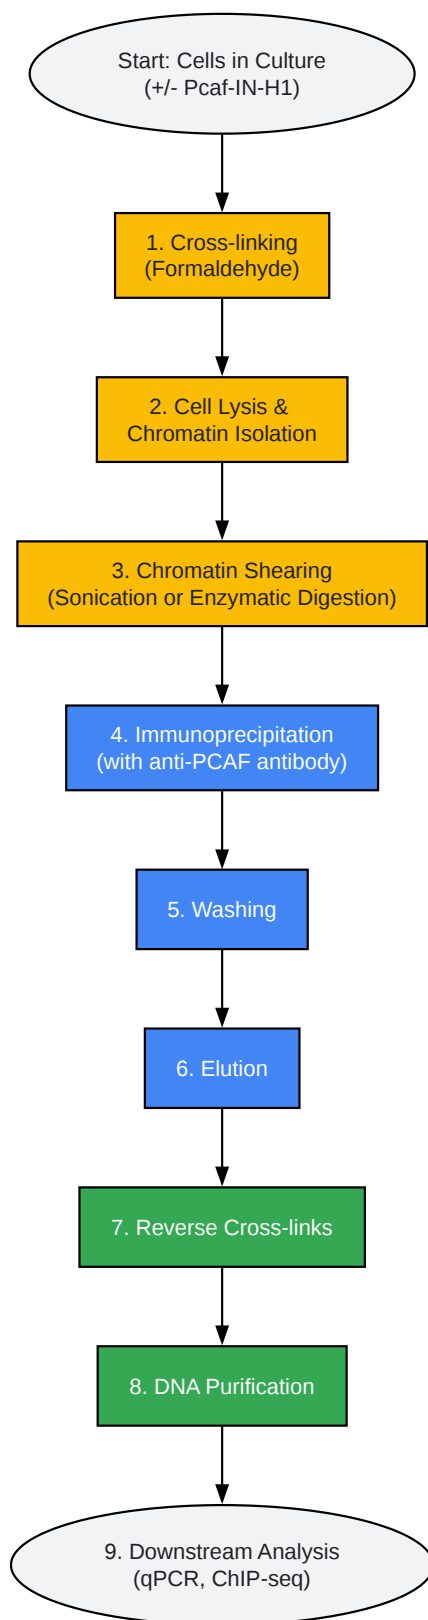 Start: Cells in Culture
(+/- Pcaf-IN-H1)
1. Cross-linking
(Formaldehyde)
2. Cell Lysis &
Chromatin Isolation
3. Chromatin Shearing
(Sonication or Enzymatic Digestion)
4. Immunoprecipitation
(with anti-PCAF antibody)
5. Washing
6. Elution
7. Reverse Cross-links
8. DNA Purification
9. Downstream Analysis
(qPCR, ChIP-seq)